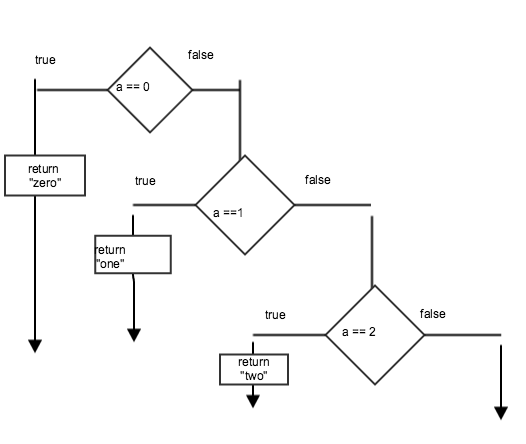 true
false
a == 0
return
"zero"
true
false
a ==1
return
"one"
true
false
a == 2
return
"two"